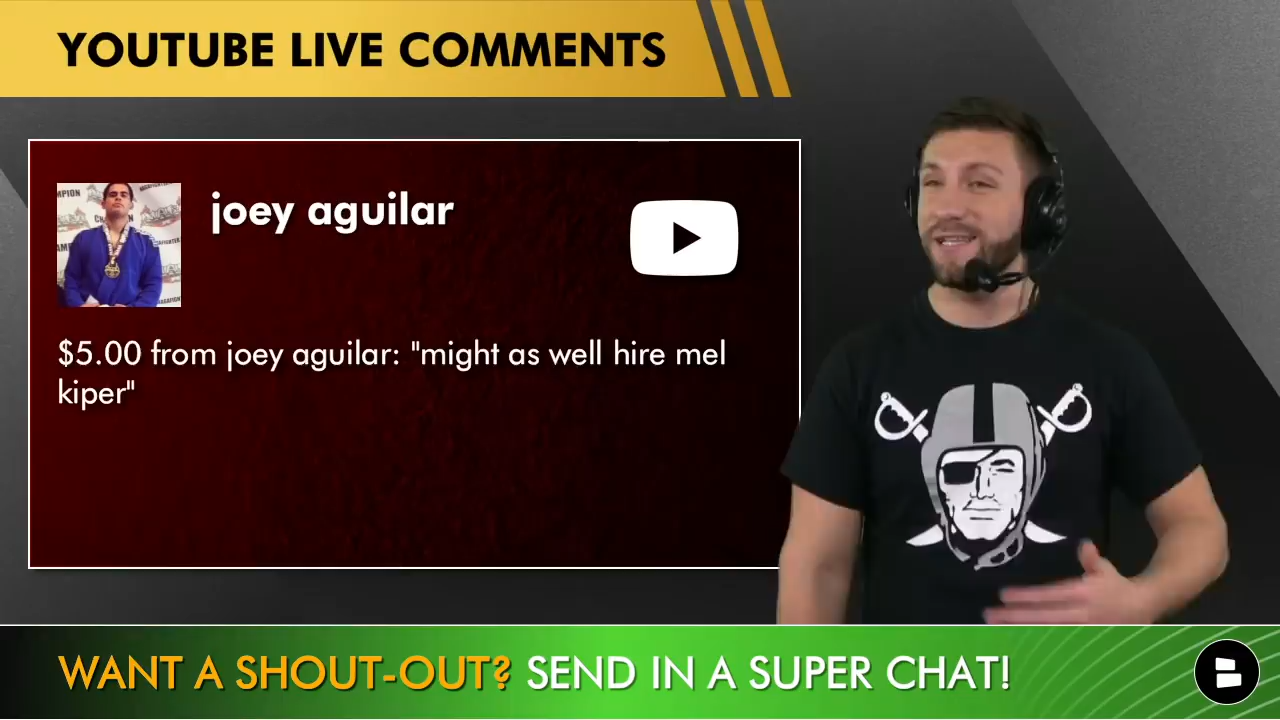 YOUTUBE LIVE COMMENTS
joey aguilar
$5.00 from joey aguilar: "might as well hire mel
kiper"
WANT A SHOUT-OUT? SEND IN A SUPER CHAT!